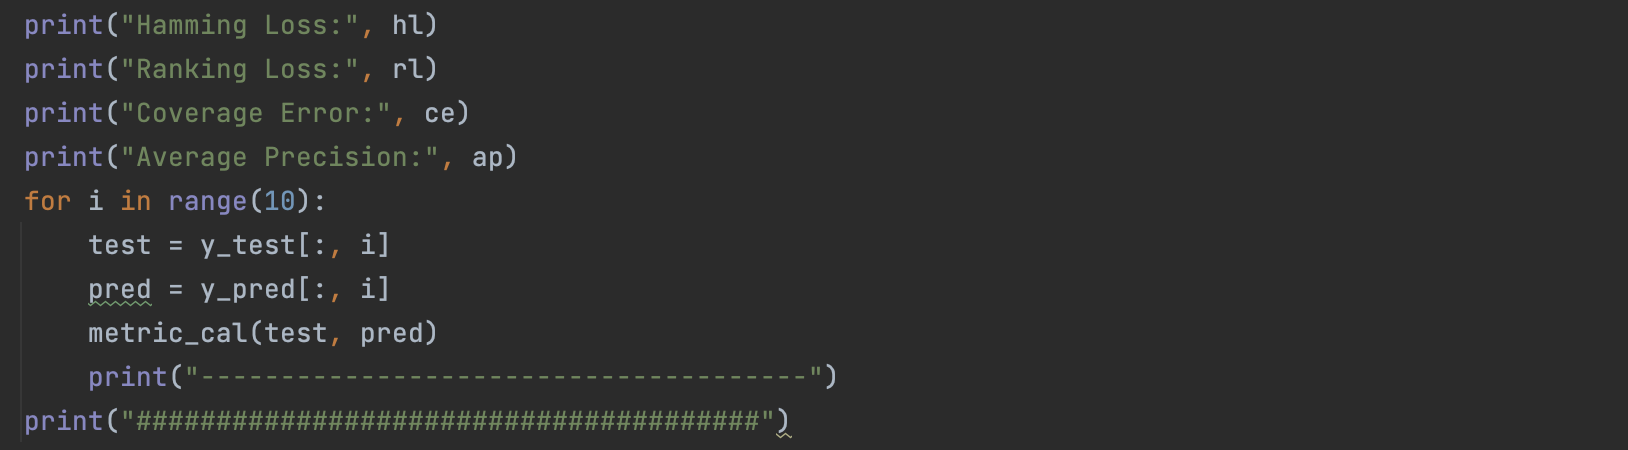 print("Hamming Loss:", hl)
print("Ranking Loss:", rl)
print("Coverage Error:", ce)
print("Average Precision:", ap)
for i in range(10):
    test = y_test[:, i]
    pred = y_pred[:, i]
    metric_cal(test, pred)
    print("--------------------------------------")
print("#######################################")